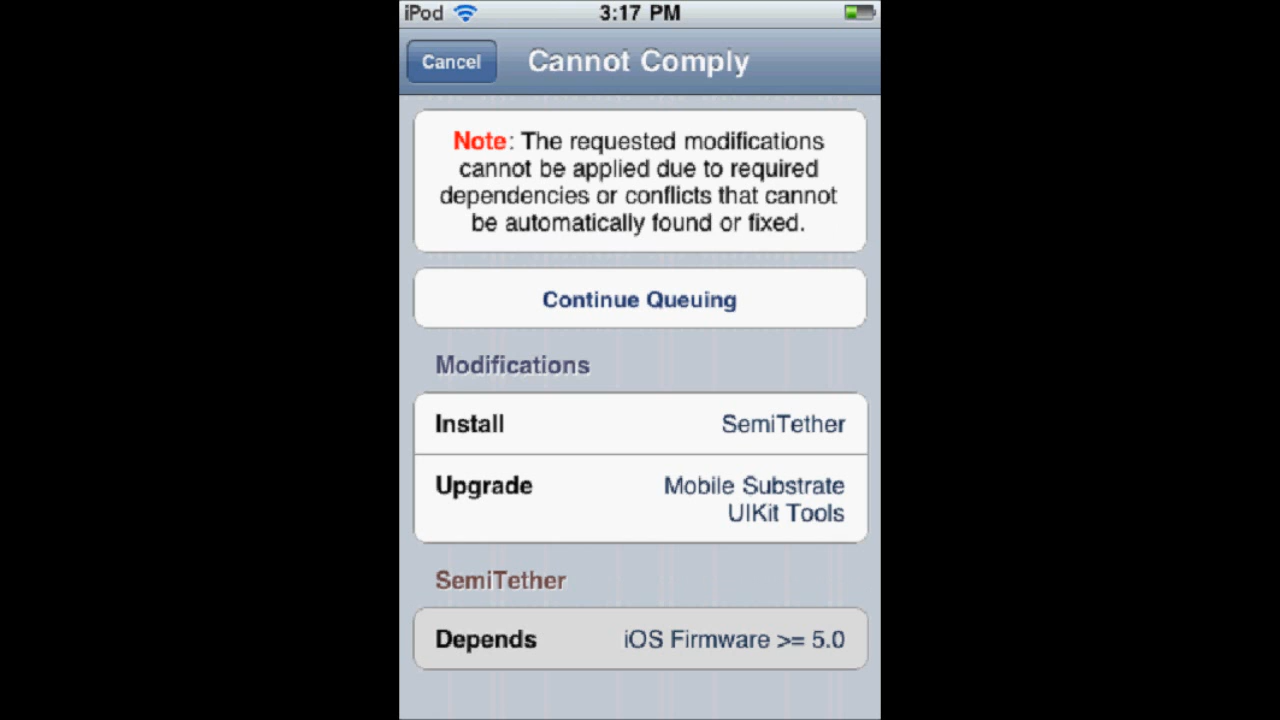 iPod 3:17 PM
Cancel Cannot Comply
Note: The requested modifications
cannot be applied due to required
dependencies or conflicts that cannot
be automatically found or fixed.
Continue Queuing
Modifications
Install SemiTether
Upgrade Mobile Substrate
UIKit Tools
SemiTether
Depends iOS Firmware >= 5.0